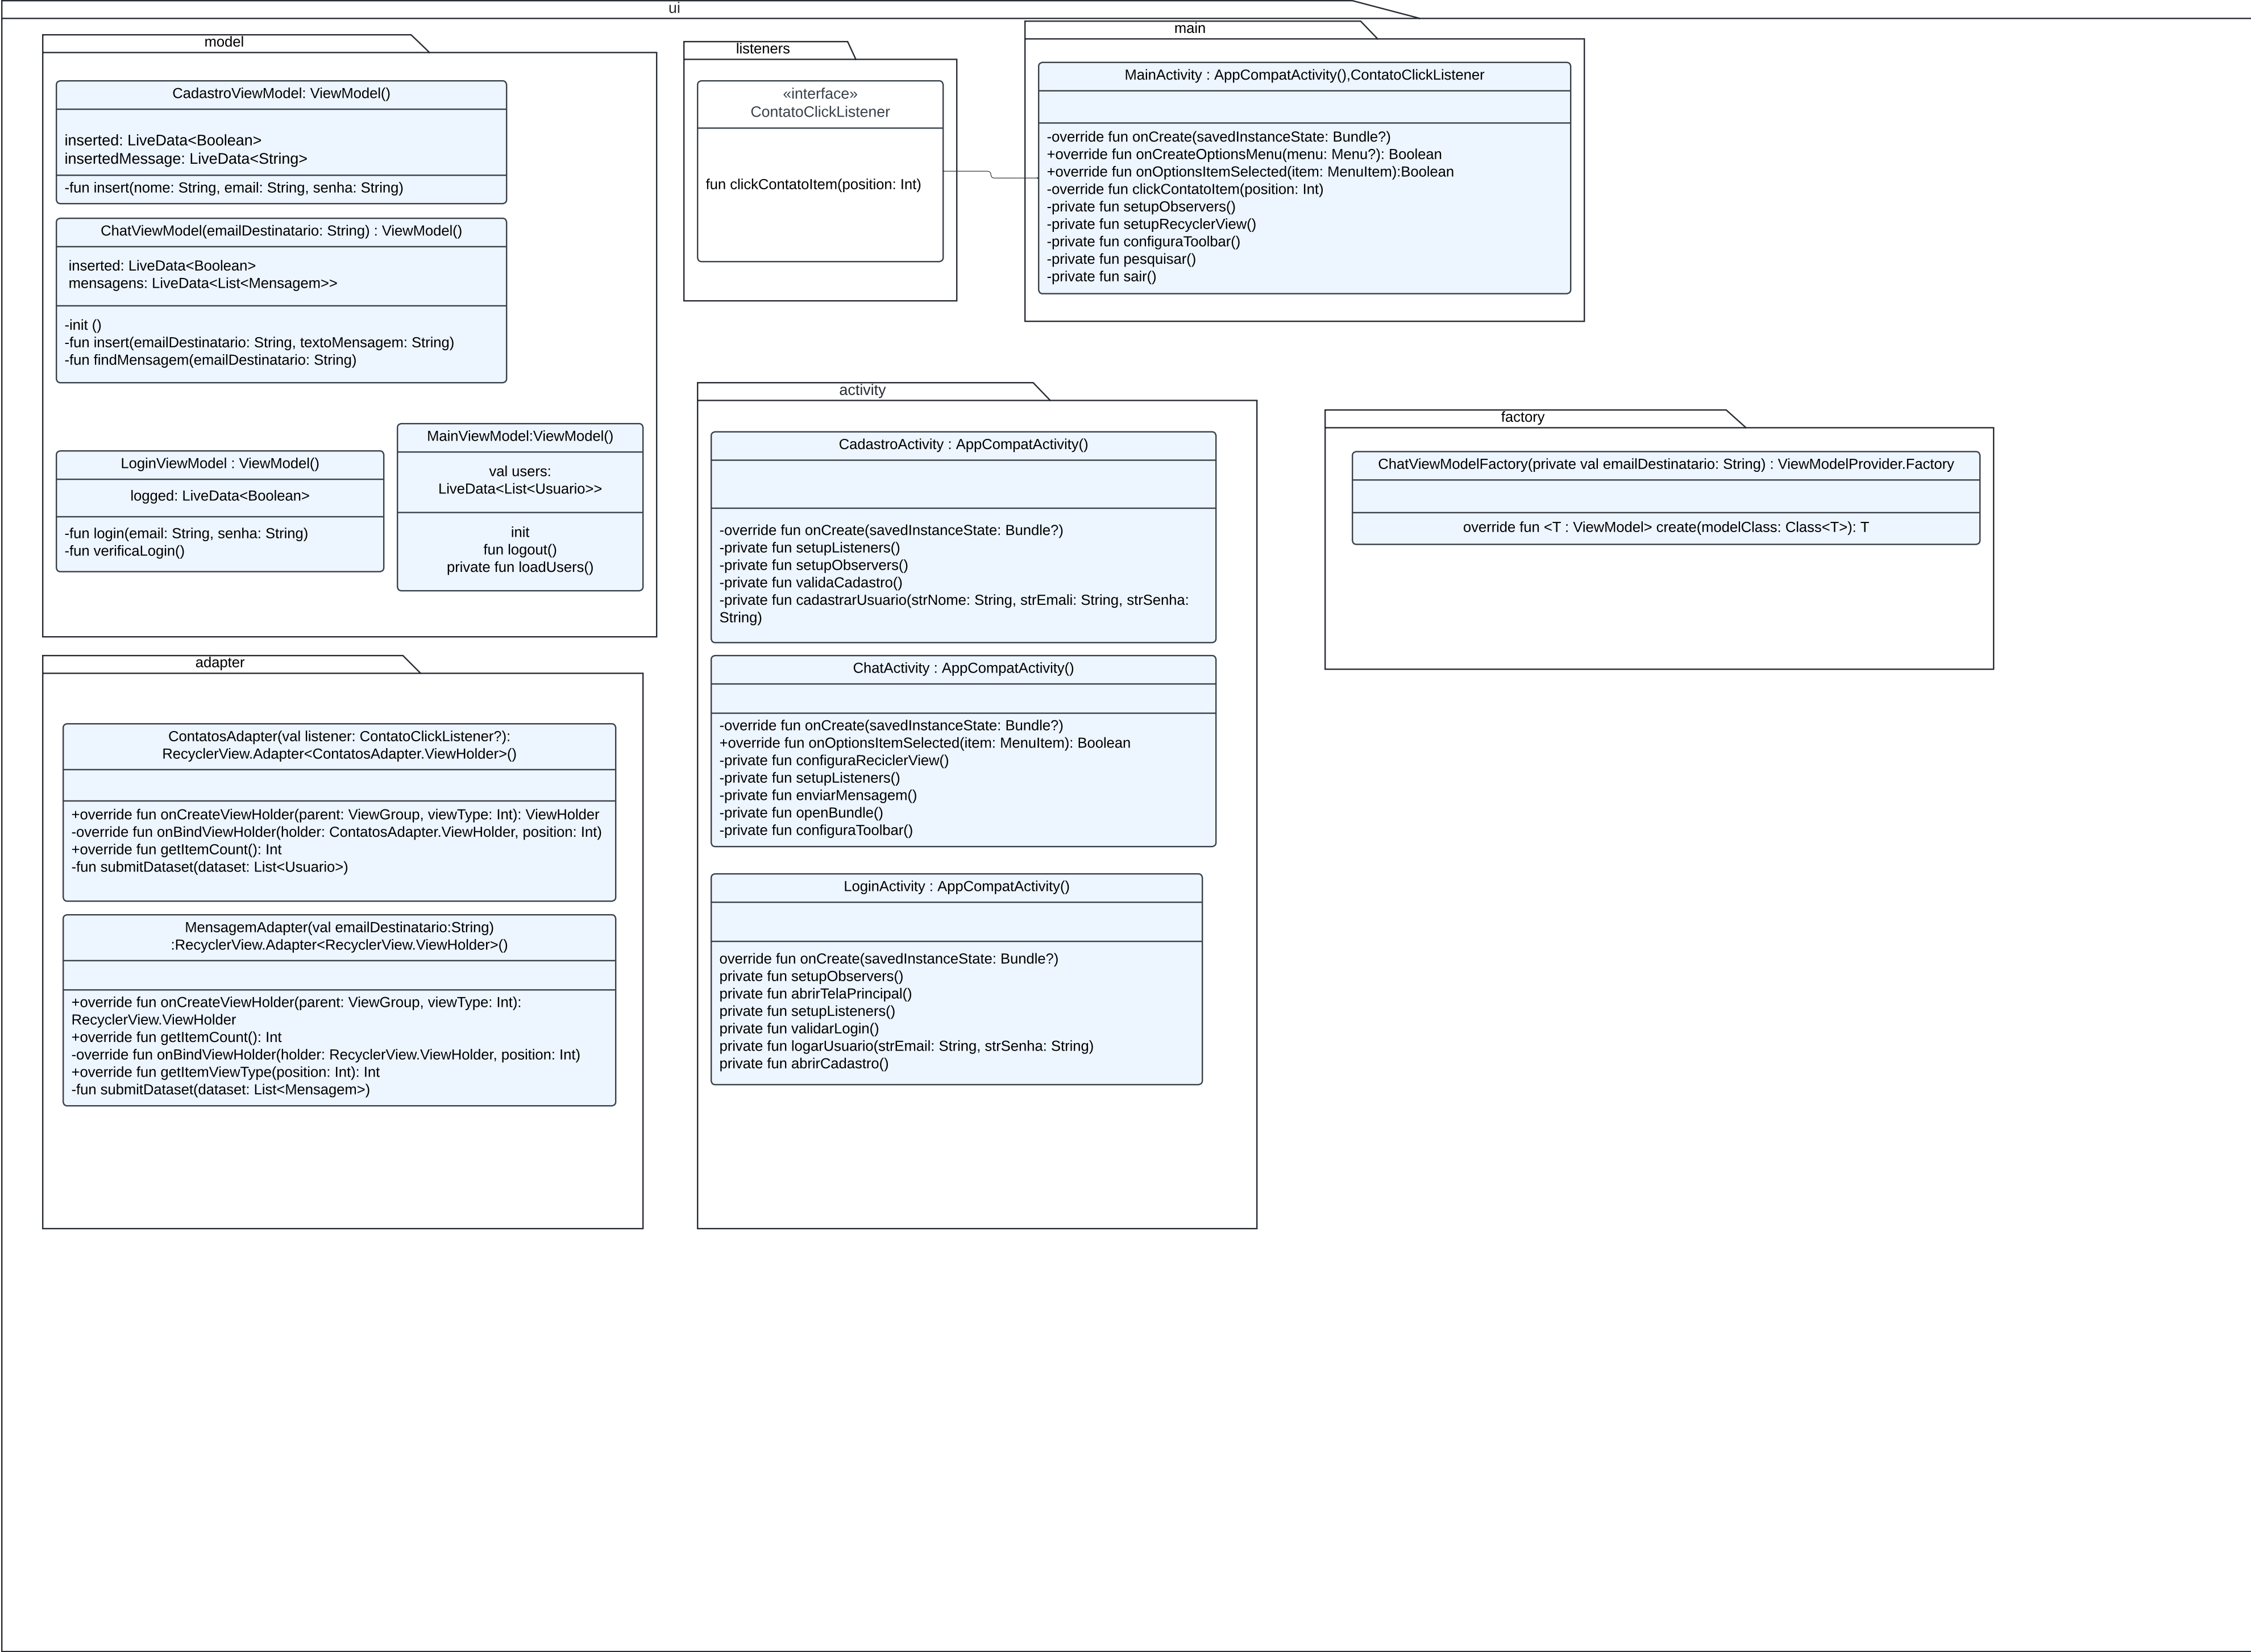 ui
model
CadastroViewModel: ViewModel()
inserted: LiveData<Boolean>
insertedMessage: LiveData<String>
-fun insert(nome: String, email: String, senha: String)
ChatViewModel(emailDestinatario: String) : ViewModel()
inserted: LiveData<Boolean>
mensagens: LiveData<List<Mensagem>>
-init ()
-fun insert(emailDestinatario: String, textoMensagem: String)
-fun findMensagem(emailDestinatario: String)
LoginViewModel : ViewModel()
logged: LiveData<Boolean>
-fun login(email: String, senha: String)
-fun verificaLogin()
MainViewModel:ViewModel()
val users:
LiveData<List<Usuario>>
init
fun logout()
private fun loadUsers()
listeners
«interface»
ContatoClickListener
fun clickContatoItem(position: Int)
main
MainActivity : AppCompatActivity(),ContatoClickListener
-override fun onCreate(savedInstanceState: Bundle?)
+override fun onCreateOptionsMenu(menu: Menu?): Boolean
+override fun onOptionsItemSelected(item: MenuItem):Boolean
-override fun clickContatoItem(position: Int)
-private fun setupObservers()
-private fun setupRecyclerView()
-private fun configuraToolbar()
-private fun pesquisar()
-private fun sair()
adapter
ContatosAdapter(val listener: ContatoClickListener?):
RecyclerView.Adapter<ContatosAdapter.ViewHolder>()
+override fun onCreateViewHolder(parent: ViewGroup, viewType: Int): ViewHolder
-override fun onBindViewHolder(holder: ContatosAdapter.ViewHolder, position: Int)
+override fun getItemCount(): Int
-fun submitDataset(dataset: List<Usuario>)
MensagemAdapter(val emailDestinatario:String)
:RecyclerView.Adapter<RecyclerView.ViewHolder>()
+override fun onCreateViewHolder(parent: ViewGroup, viewType: Int):
RecyclerView.ViewHolder
+override fun getItemCount(): Int
-override fun onBindViewHolder(holder: RecyclerView.ViewHolder, position: Int)
+override fun getItemViewType(position: Int): Int
-fun submitDataset(dataset: List<Mensagem>)
activity
CadastroActivity : AppCompatActivity()
-override fun onCreate(savedInstanceState: Bundle?)
-private fun setupListeners()
-private fun setupObservers()
-private fun validaCadastro()
-private fun cadastrarUsuario(strNome: String, strEmali: String, strSenha:
String)
ChatActivity : AppCompatActivity()
-override fun onCreate(savedInstanceState: Bundle?)
+override fun onOptionsItemSelected(item: MenuItem): Boolean
-private fun configuraReciclerView()
-private fun setupListeners()
-private fun enviarMensagem()
-private fun openBundle()
-private fun configuraToolbar()
LoginActivity : AppCompatActivity()
override fun onCreate(savedInstanceState: Bundle?)
private fun setupObservers()
private fun abrirTelaPrincipal()
private fun setupListeners()
private fun validarLogin()
private fun logarUsuario(strEmail: String, strSenha: String)
private fun abrirCadastro()
factory
ChatViewModelFactory(private val emailDestinatario: String) : ViewModelProvider.Factory
override fun <T : ViewModel> create(modelClass: Class<T>): T